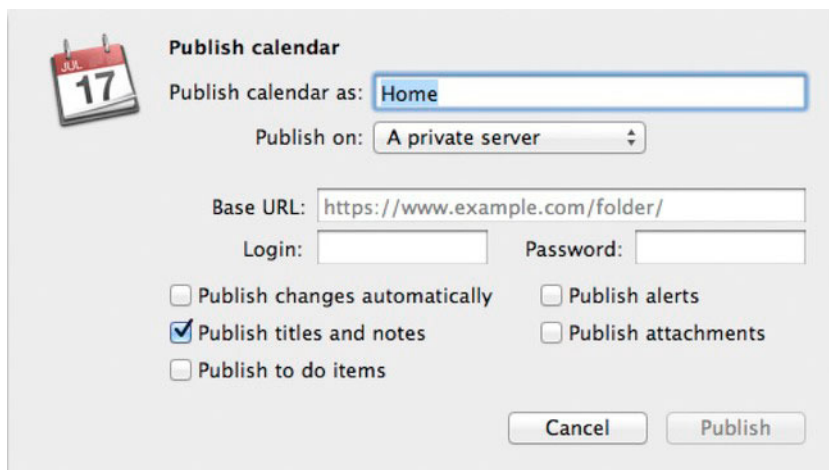 JUL
17
Publish calendar
Publish calendar as: Home
Publish on: A private server
Base URL: https://www.example.com/folder/
Login: Password:
Publish changes automatically Publish alerts
Publish titles and notes Publish attachments
Publish to do items
Cancel Publish